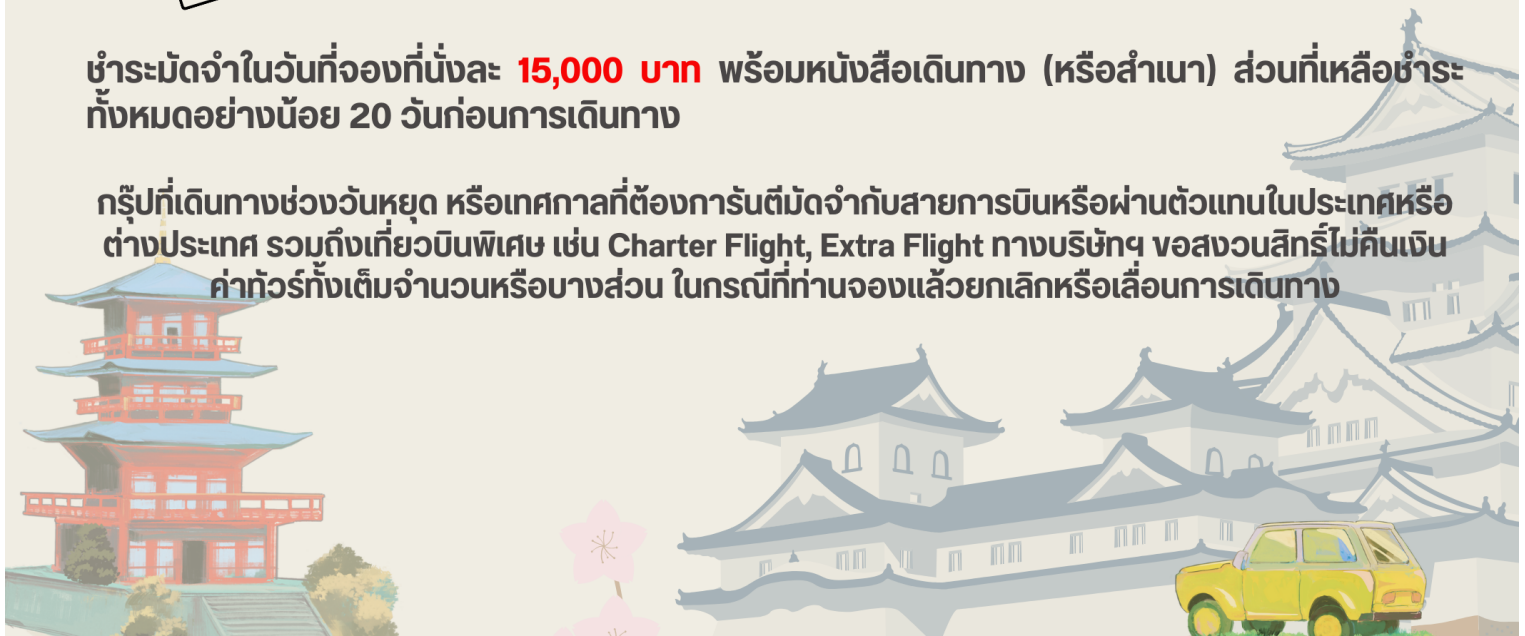 ชำระมัดจำในวันที่จองที่นั่งละ 15,000 บาท พร้อมหนังสือเดินทาง (หรือสำเนา) ส่วนที่เหลือชำระ
ทั้งหมดอย่างน้อย 20 วันก่อนการเดินทาง
กรุ๊ปที่เดินทางช่วงวันหยุด หรือเทศกาลที่ต้องการันตีมัดจำกับสายการบินหรือผ่านตัวแทนในประเทศหรือ
ต่างประเทศ รวมถึงเที่ยวบินพิเศษ เช่น Charter Flight, Extra Flight ทางบริษัทฯ ขอสงวนสิทธิ์ไม่คืนเงิน
ค่าทัวร์ทั้งเต็มจำนวนหรือบางส่วน ในกรณีที่ท่านจองแล้วยกเลิกหรือเลื่อนการเดินทาง